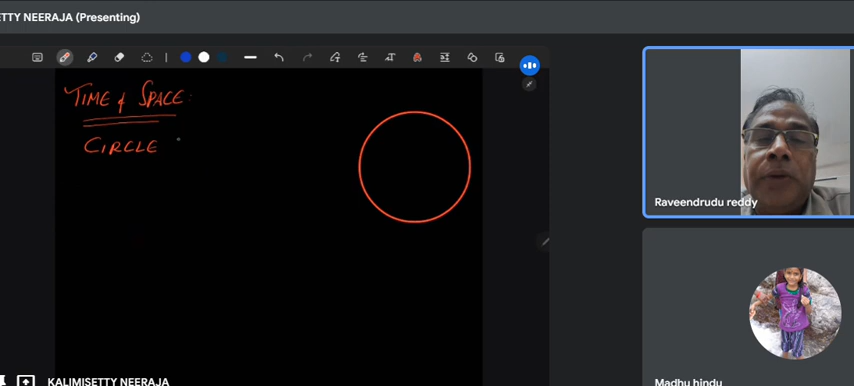 ETTY NEERAJA (Presenting)
TIME & SPACE:
CIRCLE
Raveendrudu reddy
KALIMISETTY NEERAJA
Madhu hindu